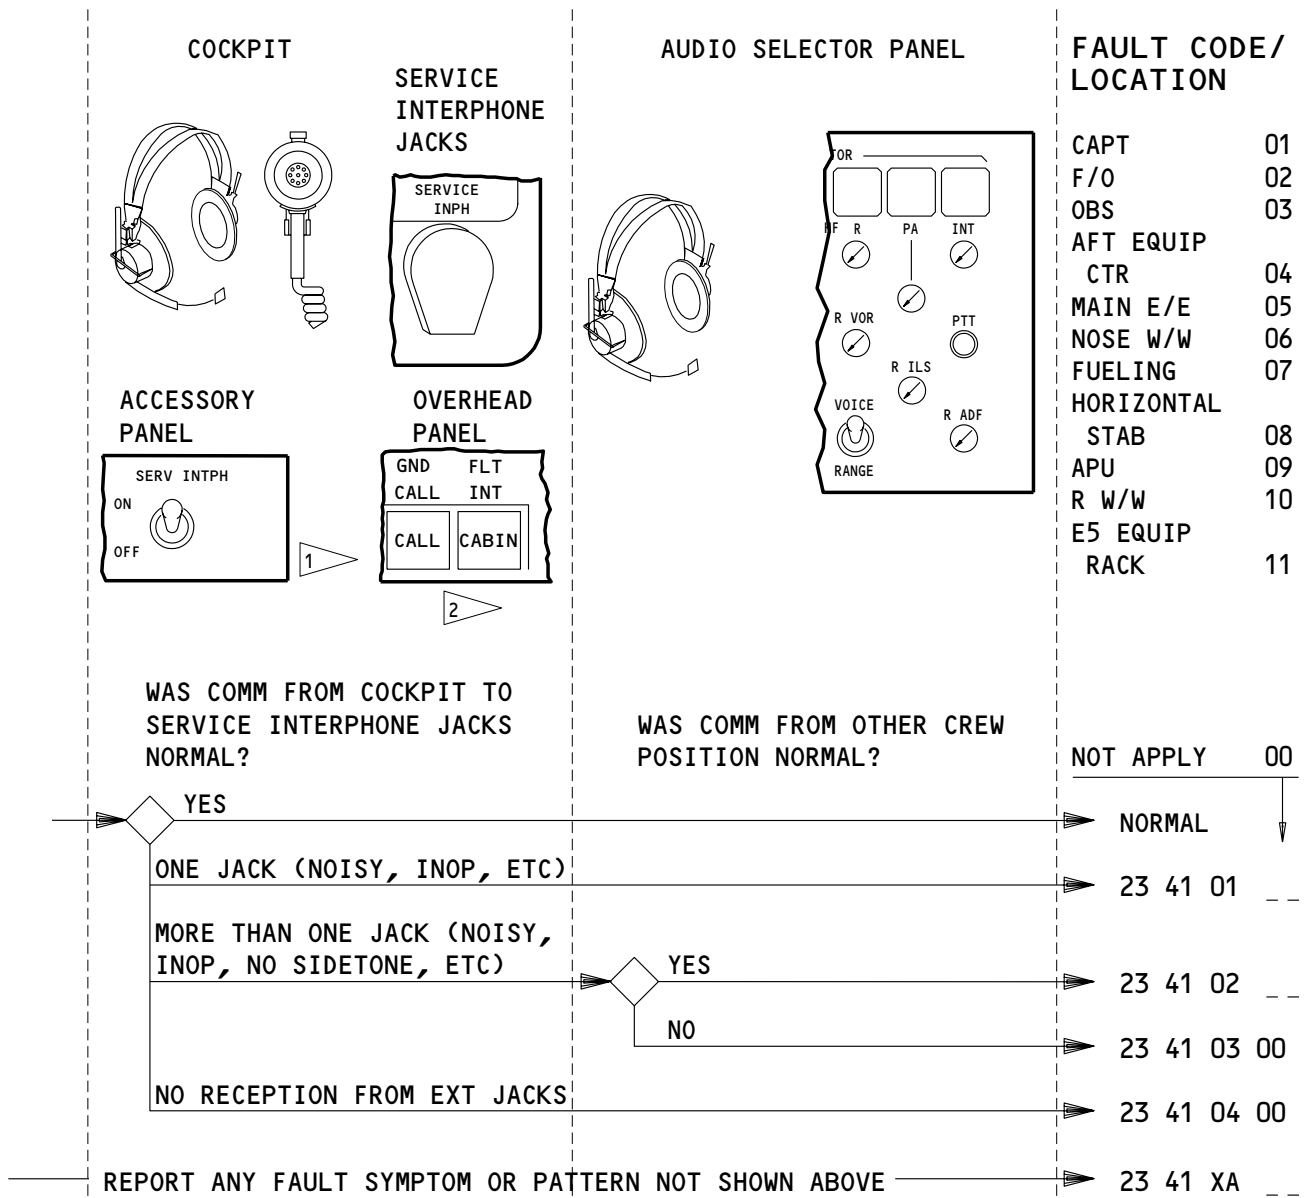 COCKPIT
SERVICE
INTERPHONE
JACKS
SERVICE
INPH
ACCESSORY
PANEL
SERV INTPH
ON
OFF
1
OVERHEAD
PANEL
GND FLT
CALL INT
CALL CABIN
2
AUDIO SELECTOR PANEL
TOR
HF R PA INT
R VOR PTT
R ILS
VOICE R ADF
RANGE
FAULT CODE/
LOCATION
CAPT 01
F/O 02
OBS 03
AFT EQUIP
CTR 04
MAIN E/E 05
NOSE W/W 06
FUELING 07
HORIZONTAL
STAB 08
APU 09
R W/W 10
E5 EQUIP
RACK 11
WAS COMM FROM COCKPIT TO
SERVICE INTERPHONE JACKS
NORMAL?
WAS COMM FROM OTHER CREW
POSITION NORMAL?
NOT APPLY 00
YES
NORMAL
ONE JACK (NOISY, INOP, ETC)
23 41 01 _ _
MORE THAN ONE JACK (NOISY,
INOP, NO SIDETONE, ETC)
YES
23 41 02 _ _
NO
23 41 03 00
NO RECEPTION FROM EXT JACKS
23 41 04 00
REPORT ANY FAULT SYMPTOM OR PATTERN NOT SHOWN ABOVE
23 41 XA _ _